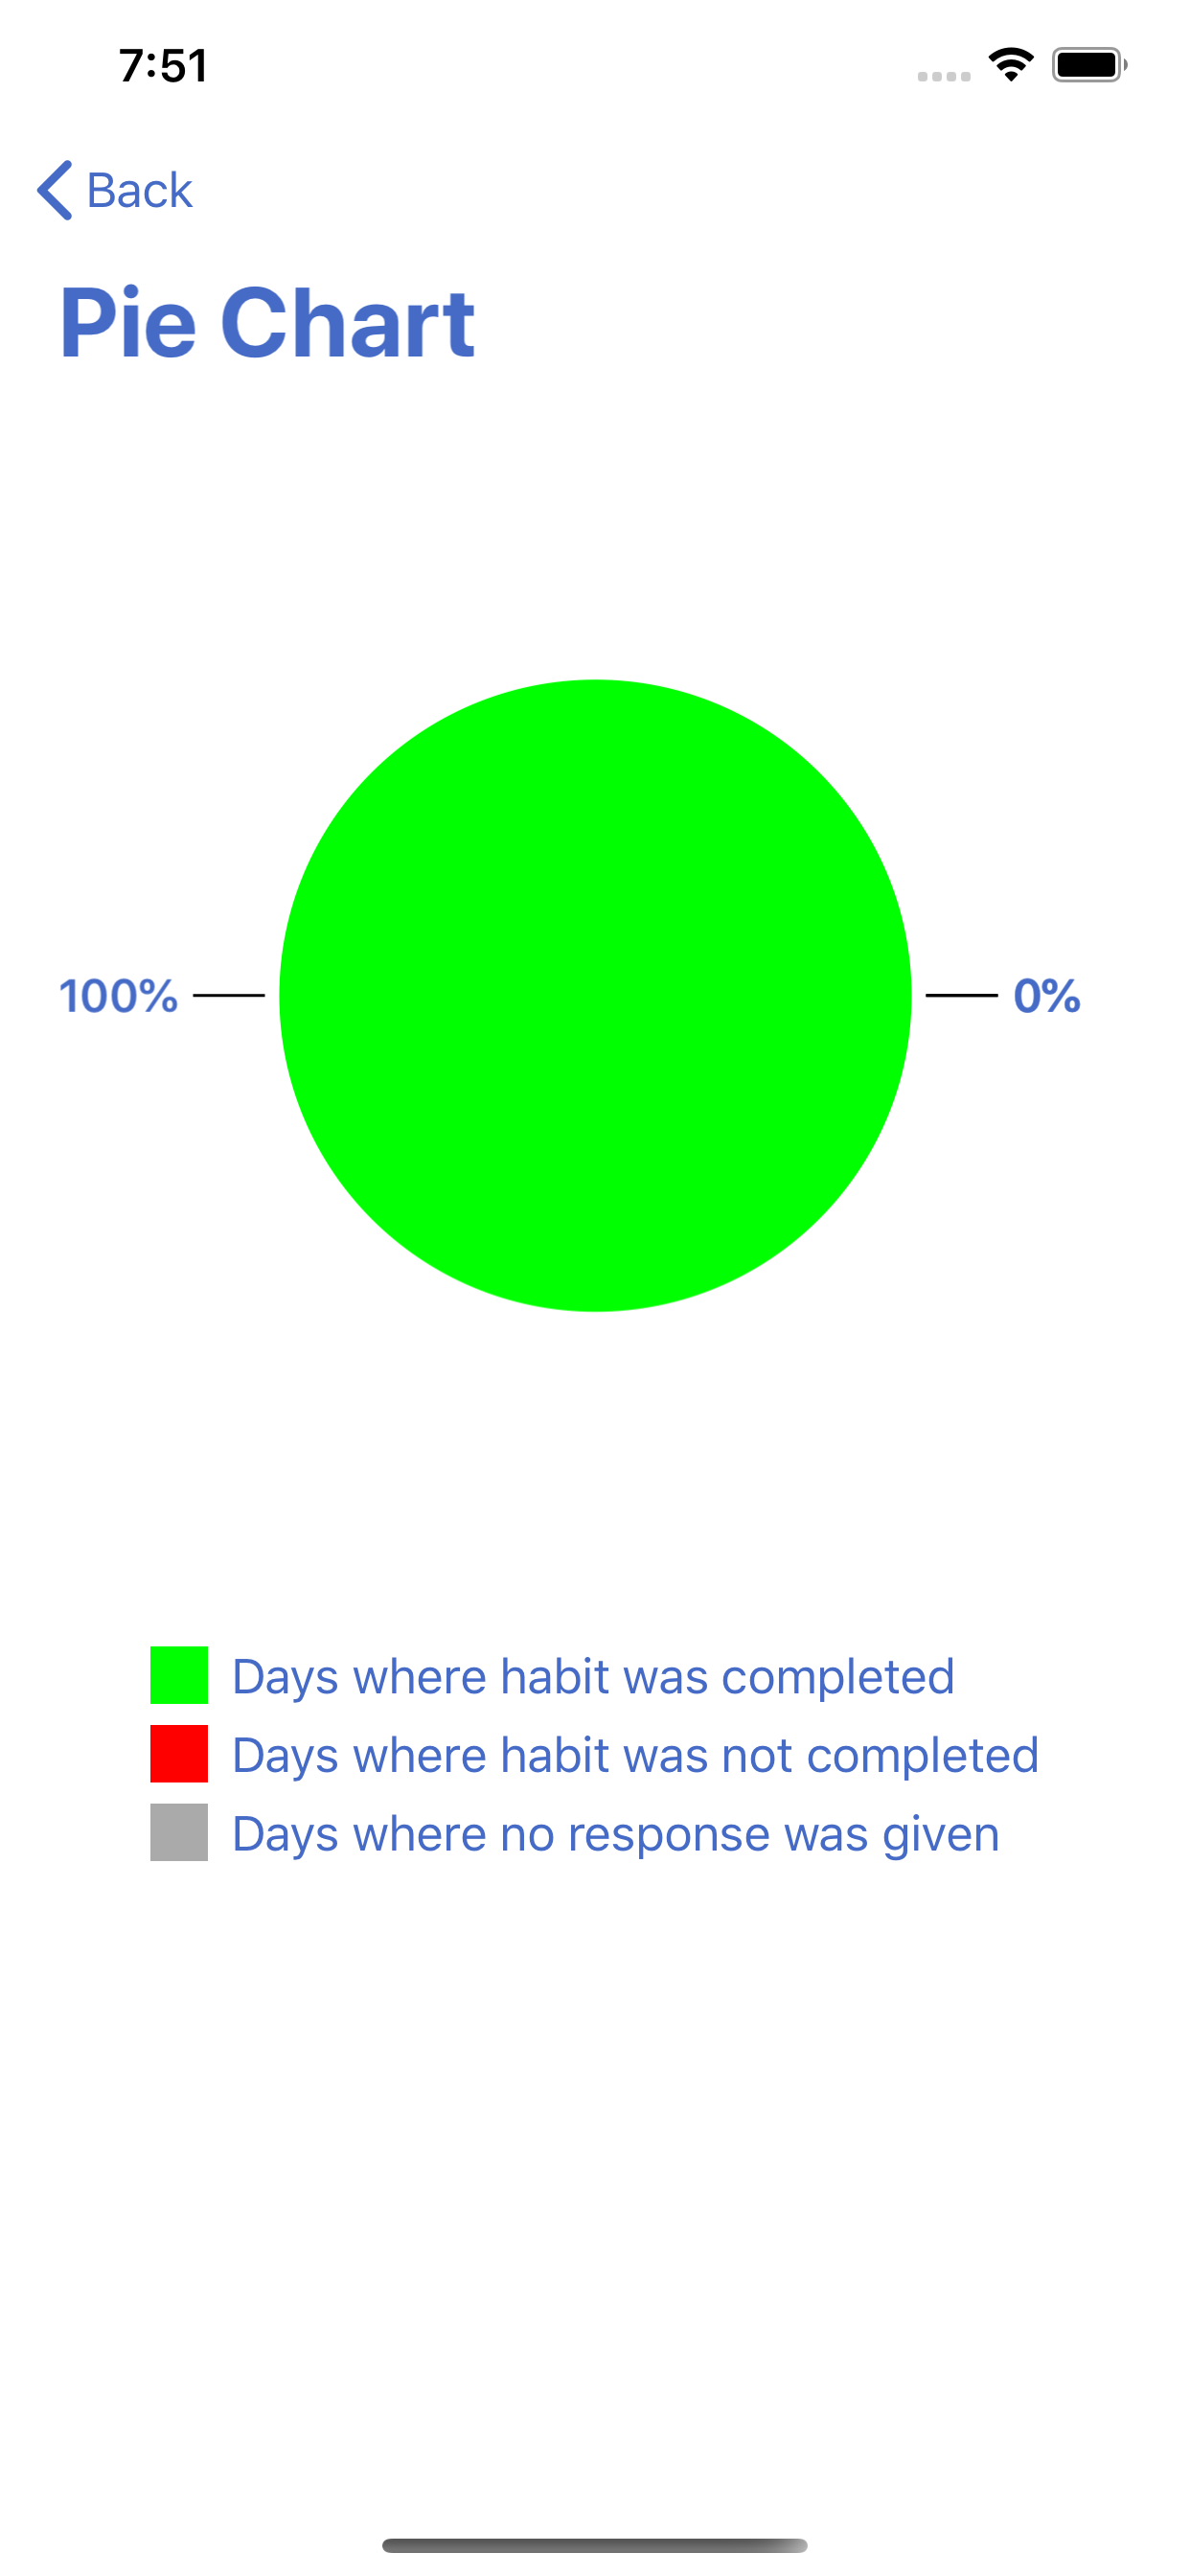 7:51
Back
Pie Chart
100%
0%
Days where habit was completed
Days where habit was not completed
Days where no response was given